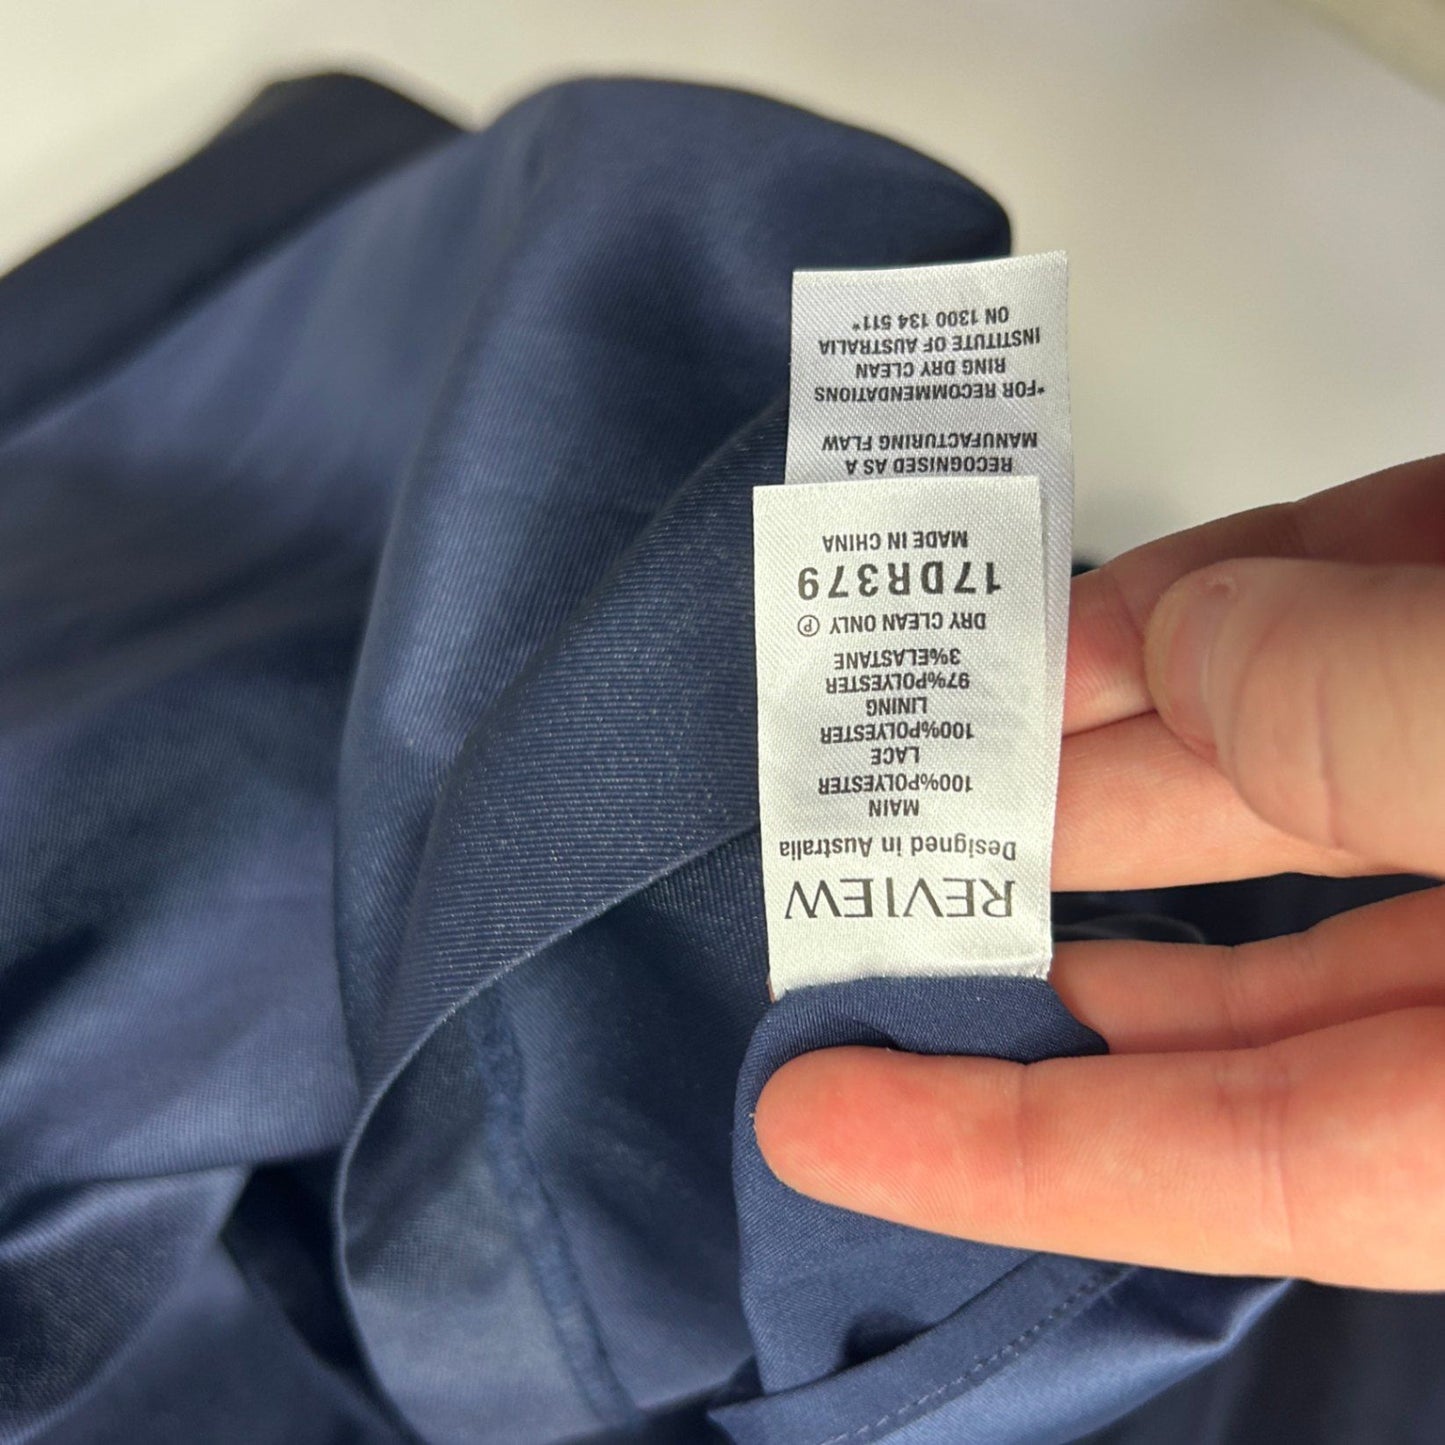 REVIEW
Designed in Australia
MAIN
100%POLYESTER
LACE
100%POLYESTER
LINING
97%POLYESTER
3%ELASTANE
DRY CLEAN ONLY Ⓟ
17DR379
MADE IN CHINA
RECOGNISED AS A
MANUFACTURING FLAW
*FOR RECOMMENDATIONS
RING DRY CLEAN
INSTITUTE OF AUSTRALIA
ON 1300 134 511*